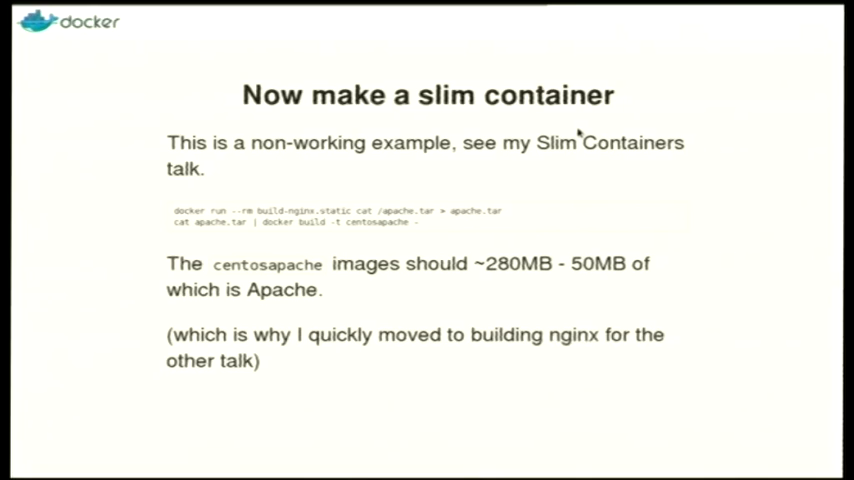 docker
Now make a slim container
This is a non-working example, see my Slim Containers
talk.
docker run --rm build-nginx.static cat /apache.tar > apache.tar
cat apache.tar | docker build -t centosapache -
The centosapache images should ~280MB - 50MB of
which is Apache.
(which is why I quickly moved to building nginx for the
other talk)